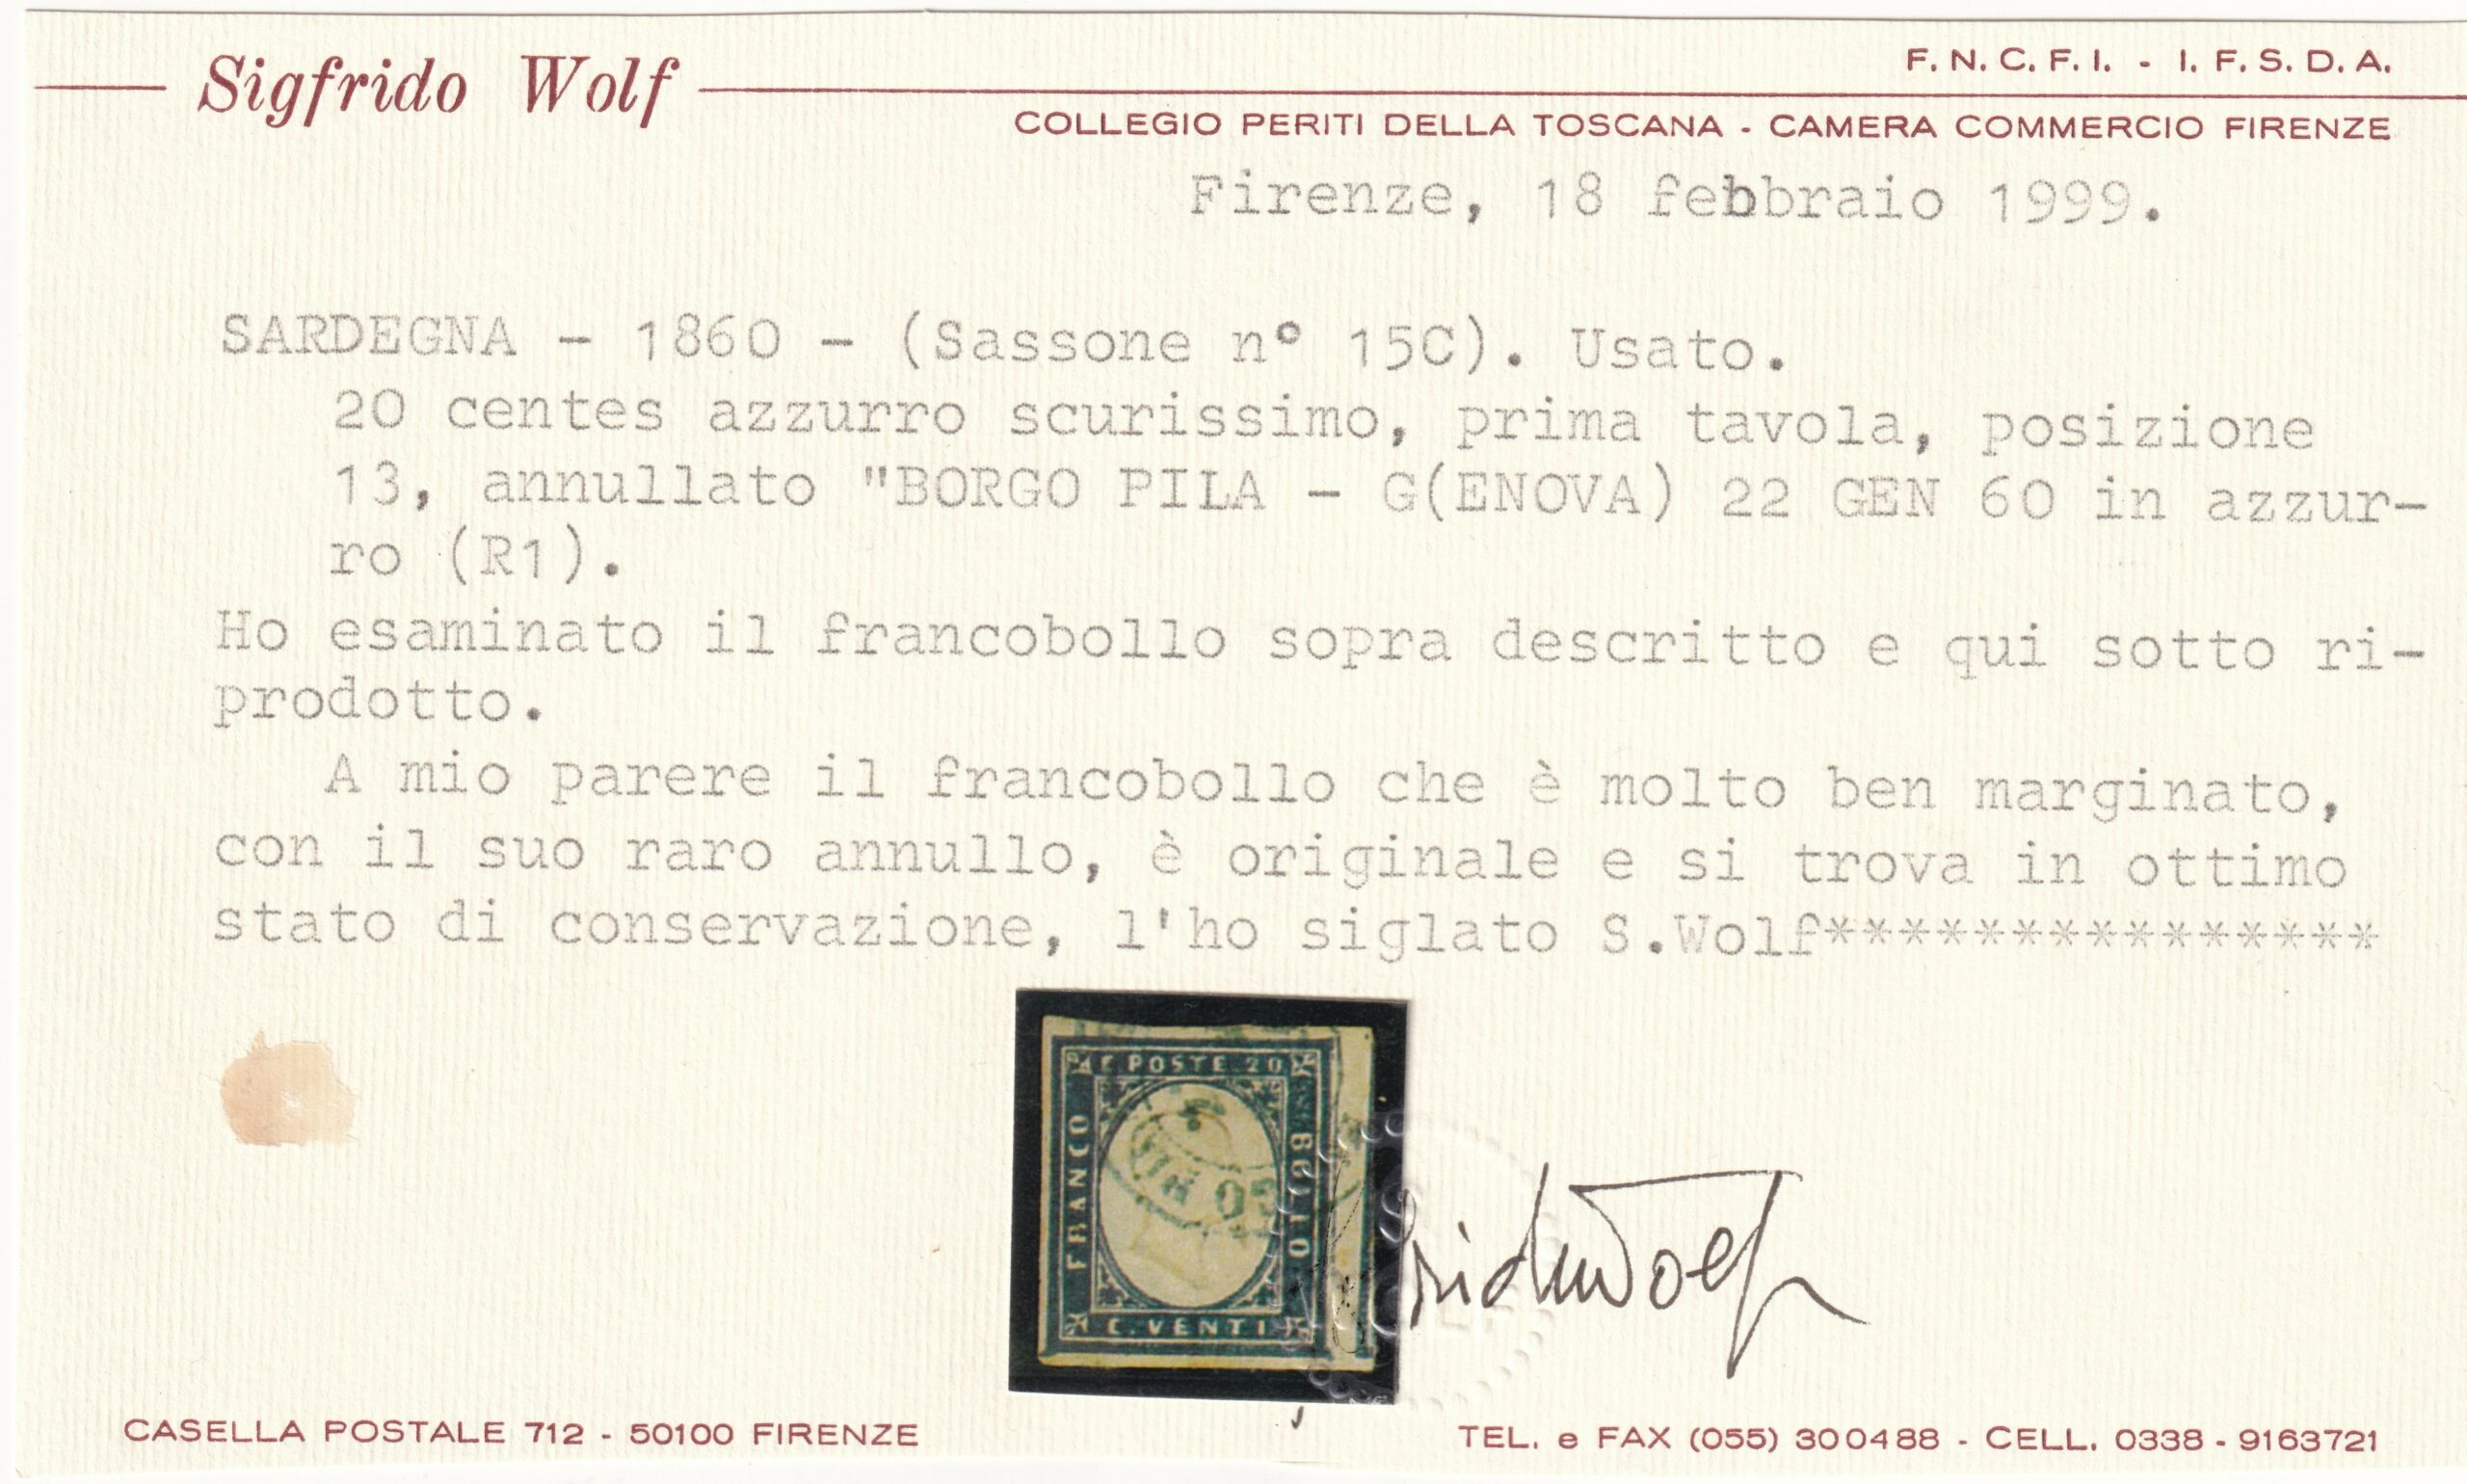 Sigfrido Wolf
F. N. C. F. I. - I. F. S. D. A.
COLLEGIO PERITI DELLA TOSCANA - CAMERA COMMERCIO FIRENZE
Firenze, 18 febbraio 1999.
SARDEGNA - 1860 - (Sassone n° 15C). Usato.
20 centes azzurro scurissimo, prima tavola, posizione
13, annullato "BORGO PILA - G(ENOVA) 22 GEN 60 in azzur-
ro (R1).
Ho esaminato il francobollo sopra descritto e qui sotto ri-
prodotto.
A mio parere il francobollo che è molto ben marginato,
con il suo raro annullo, è originale e si trova in ottimo
stato di conservazione, l'ho siglato S.Wolf***************
POSTE 20
FRANCO
BOLLO
C. VENTI
60
Wolf
CASELLA POSTALE 712 - 50100 FIRENZE
TEL. e FAX (055) 300488 - CELL. 0338 - 9163721